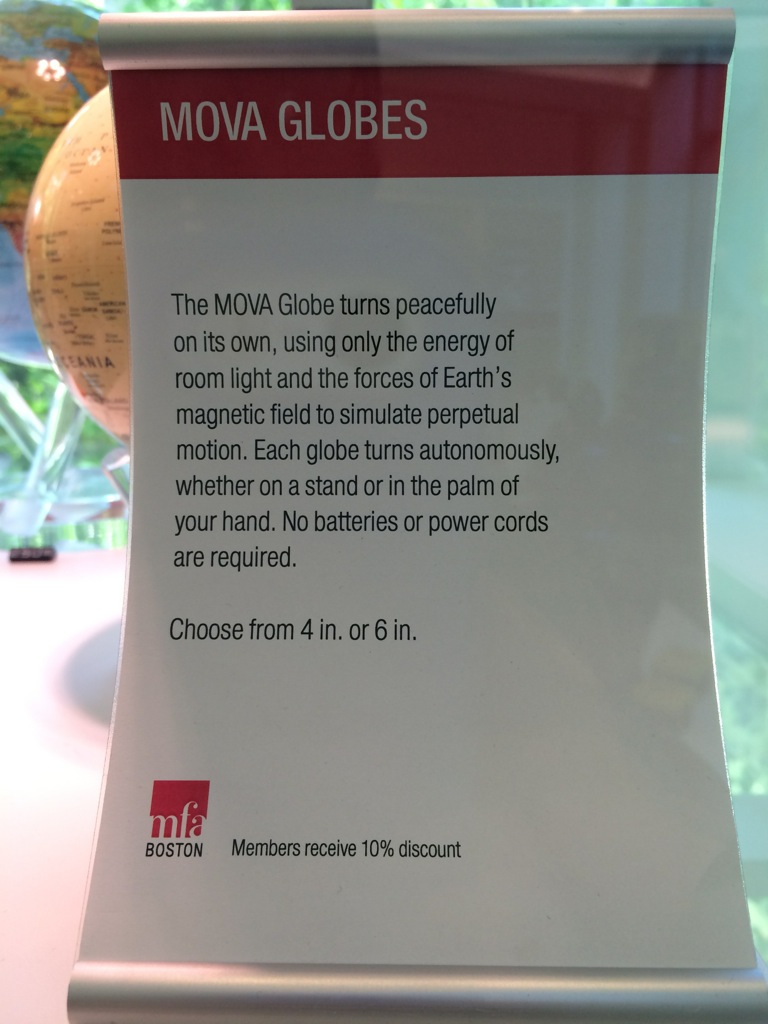 MOVA GLOBES
The MOVA Globe turns peacefully
on its own, using only the energy of
room light and the forces of Earth's
magnetic field to simulate perpetual
motion. Each globe turns autonomously,
whether on a stand or in the palm of
your hand. No batteries or power cords
are required.
Choose from 4 in. or 6 in.
mfa
BOSTON
Members receive 10% discount